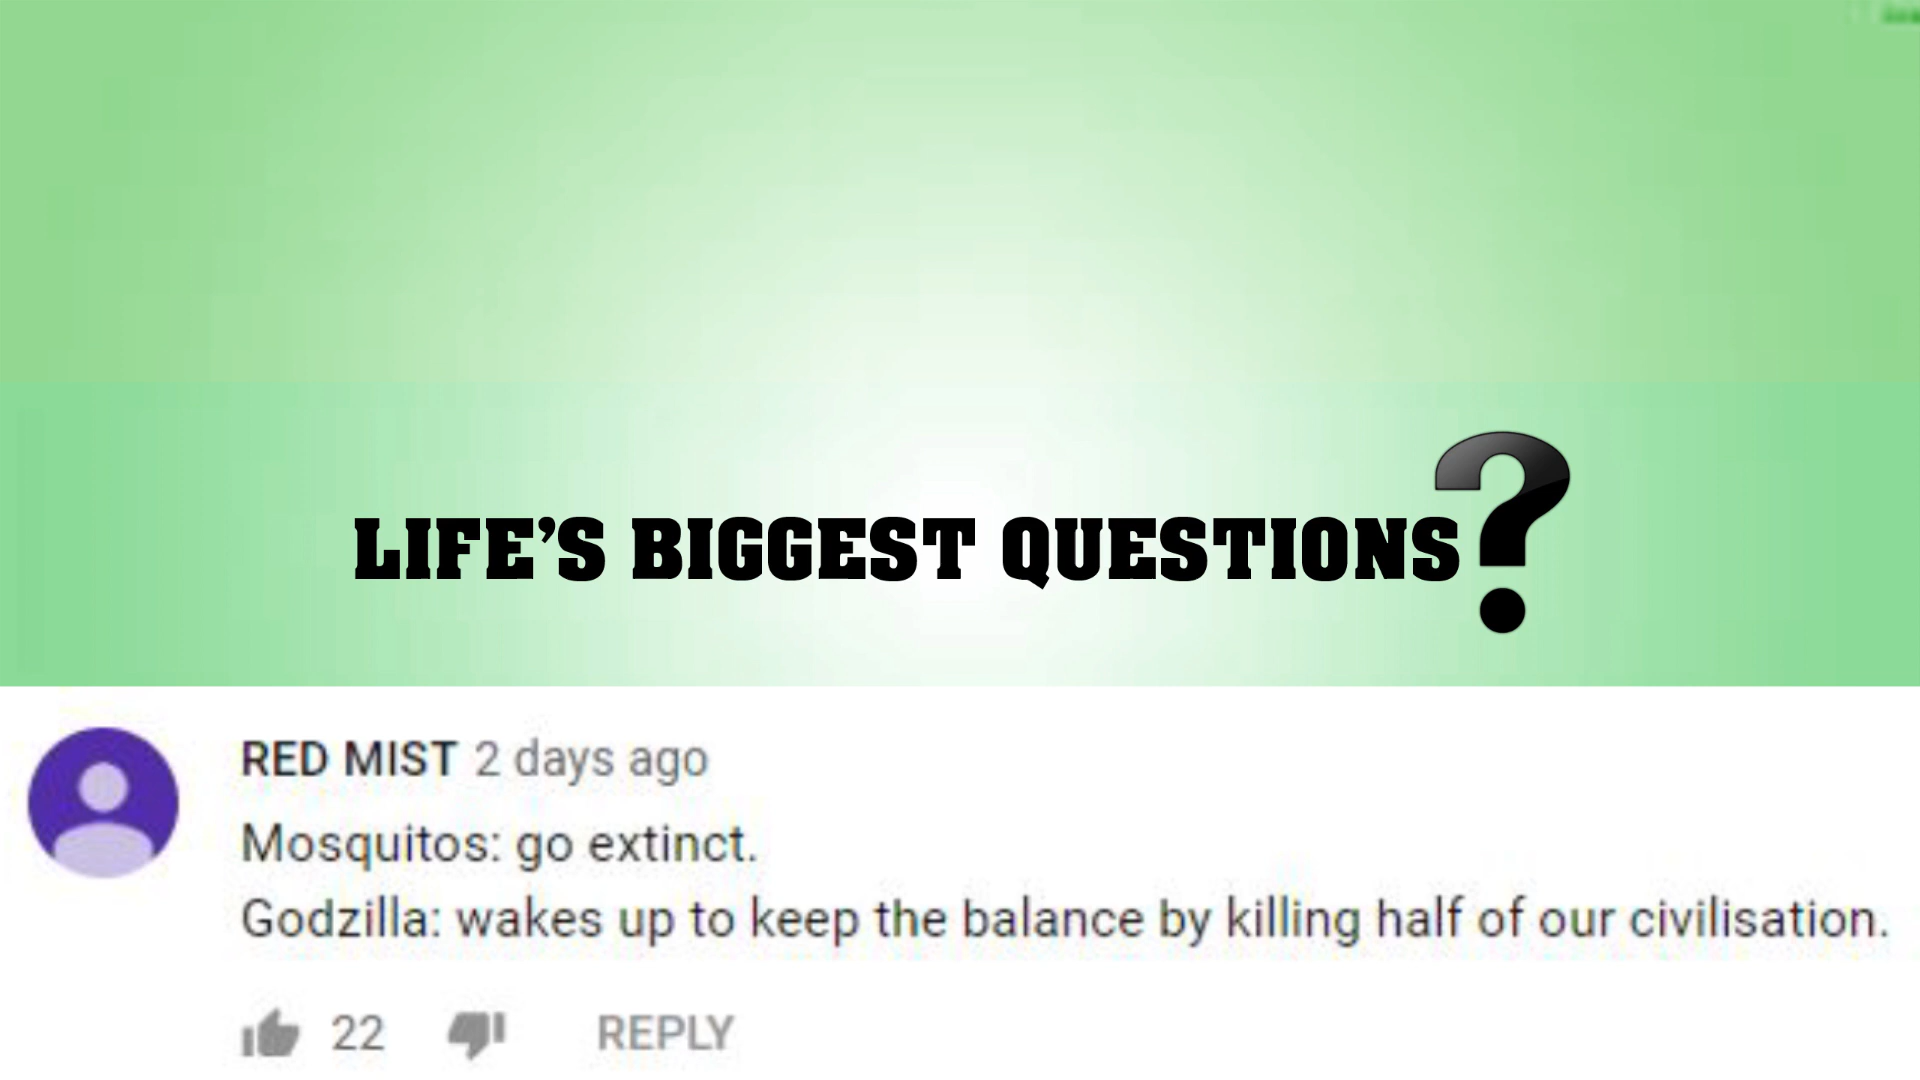 LIFE'S BIGGEST QUESTIONS?
RED MIST 2 days ago
Mosquitos: go extinct.
Godzilla: wakes up to keep the balance by killing half of our civilisation.
22 REPLY